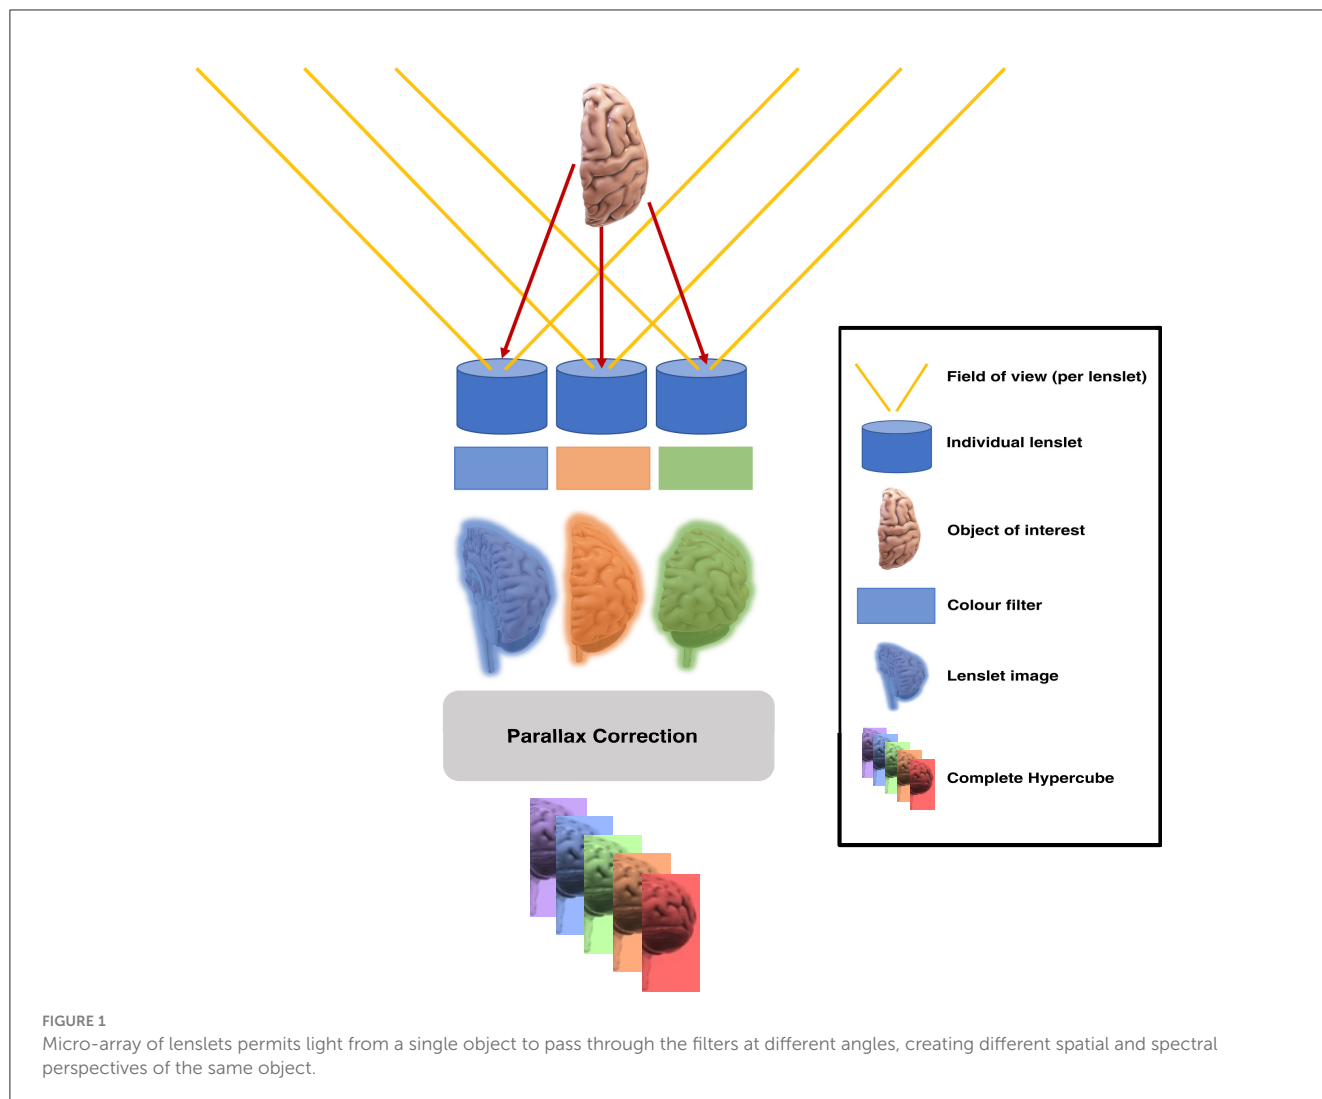 Field of view (per lenslet)
Individual lenslet
Object of interest
Colour filter
Lenslet image
Complete Hypercube
Parallax Correction
FIGURE 1
Micro-array of lenslets permits light from a single object to pass through the filters at different angles, creating different spatial and spectral
perspectives of the same object.